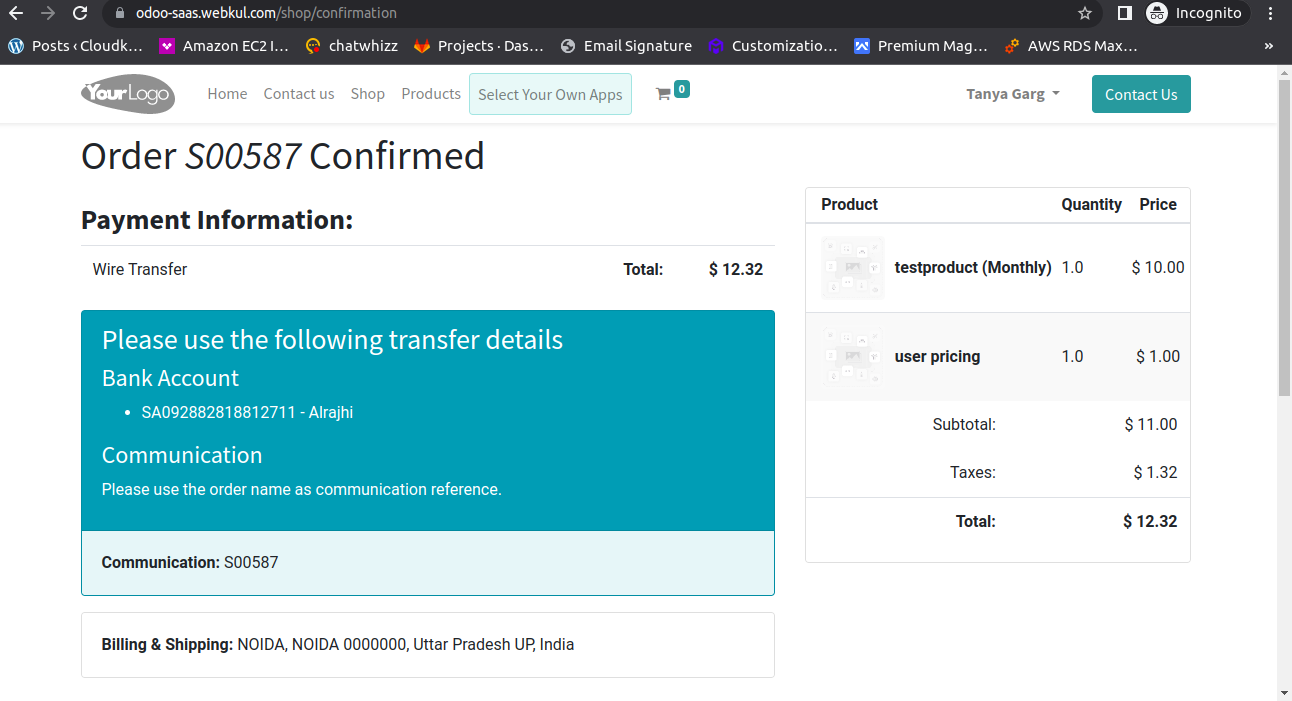 odoo-saas.webkul.com/shop/confirmation
Incognito
Posts ‹ Cloudk…
Amazon EC2 I…
chatwhizz
Projects · Das…
Email Signature
Customizatio…
Premium Mag…
AWS RDS Max…
»
YourLogo
Home
Contact us
Shop
Products
Select Your Own Apps
0
Tanya Garg
Contact Us
Order S00587 Confirmed
Payment Information:
Wire Transfer Total: $ 12.32
Please use the following transfer details
Bank Account
• SA092882818812711 - Alrajhi
Communication
Please use the order name as communication reference.
Communication: S00587
Billing & Shipping: NOIDA, NOIDA 0000000, Uttar Pradesh UP, India
Product Quantity Price
testproduct (Monthly) 1.0 $ 10.00
user pricing 1.0 $ 1.00
Subtotal: $ 11.00
Taxes: $ 1.32
Total: $ 12.32